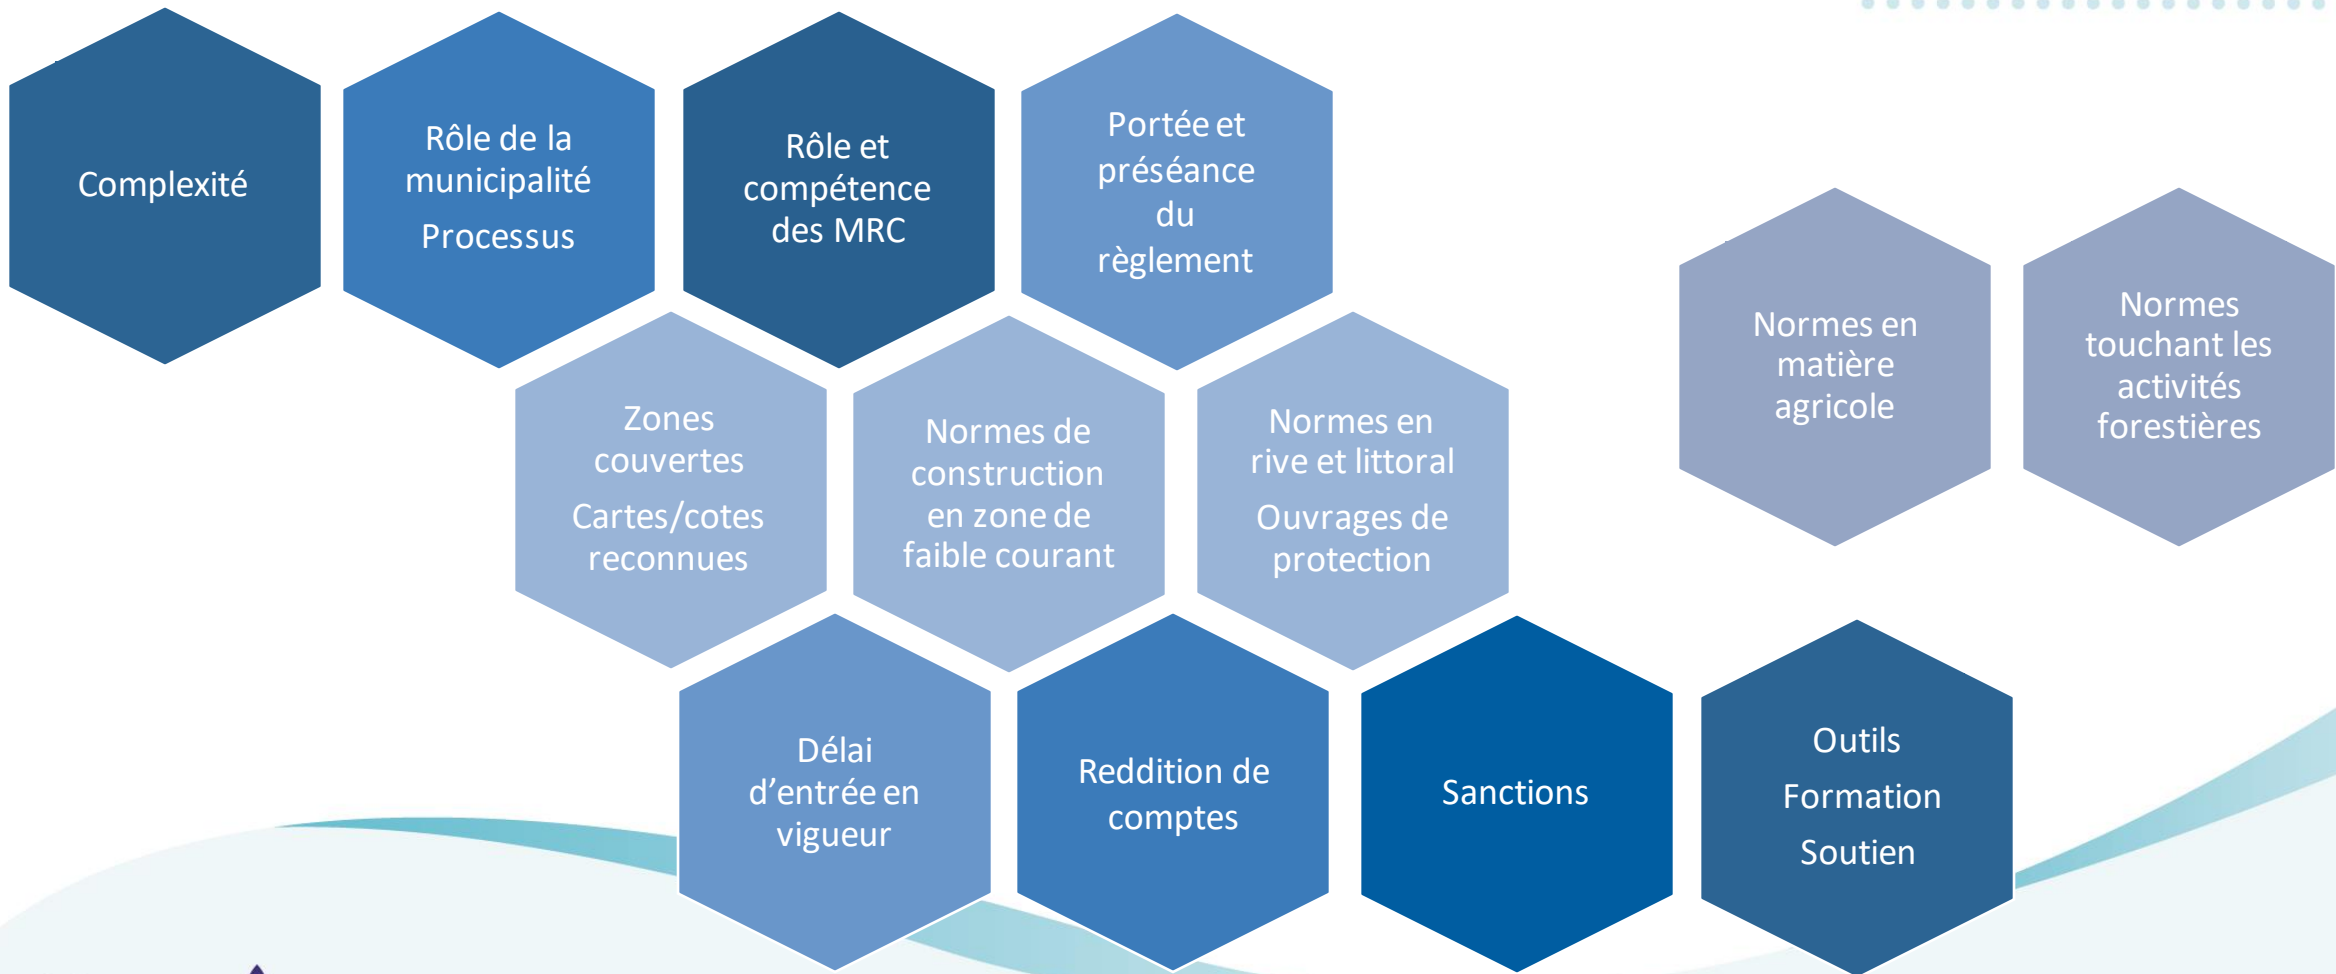 Complexité
Rôle de la
municipalité
Processus
Rôle et
compétence
des MRC
Portée et
préséance
du
règlement
Normes en
matière
agricole
Normes
touchant les
activités
forestières
Zones
couvertes
Cartes/cotes
reconnues
Normes de
construction
en zone de
faible courant
Normes en
rive et littoral
Ouvrages de
protection
Délai
d’entrée en
vigueur
Reddition de
comptes
Sanctions
Outils
Formation
Soutien